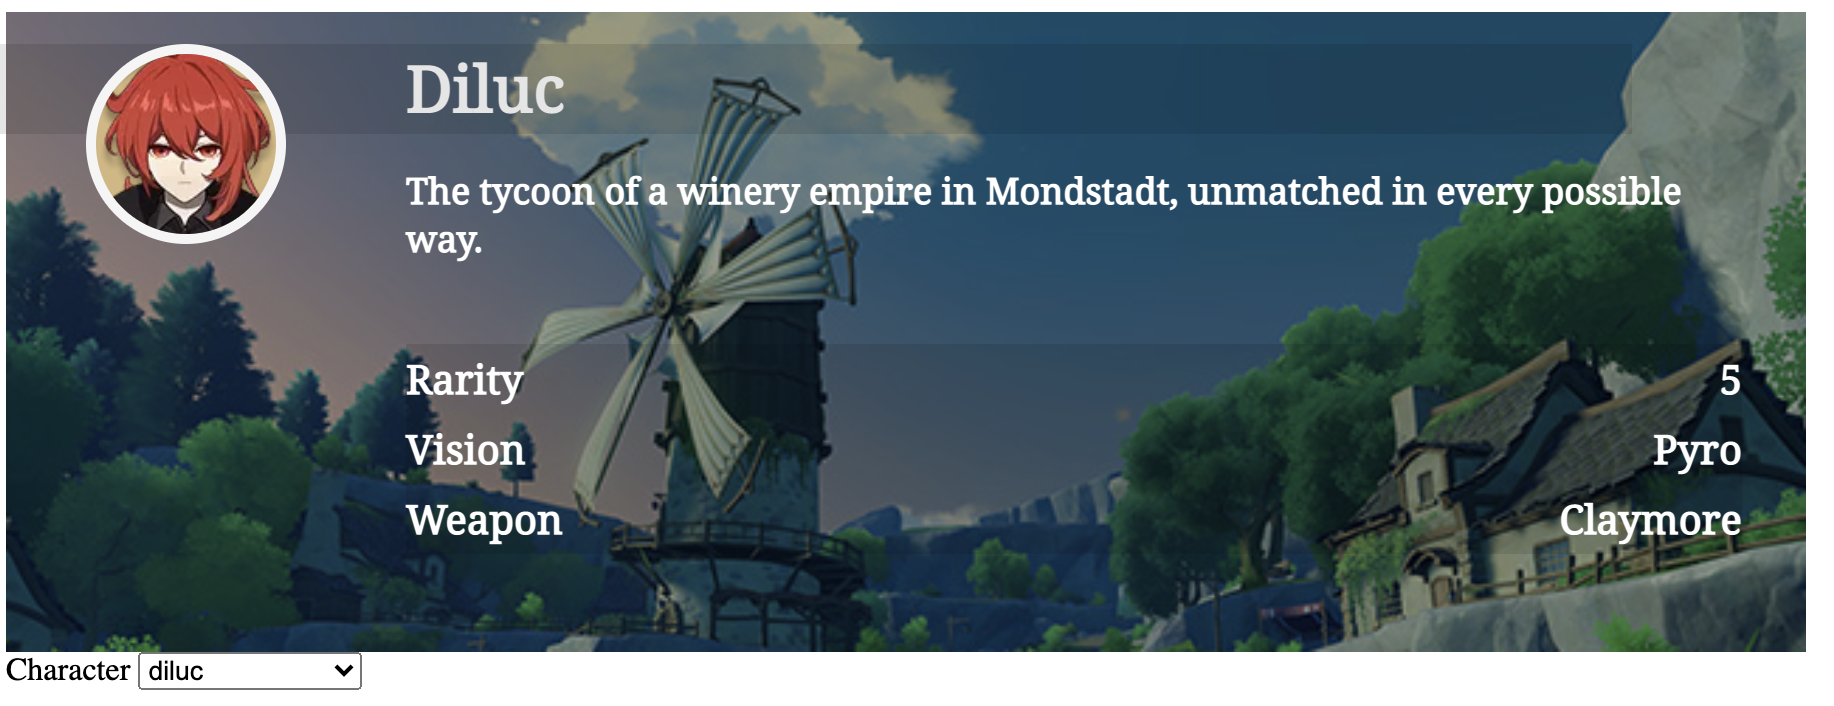 Diluc
The tycoon of a winery empire in Mondstadt, unmatched in every possible
way.
Rarity 5
Vision Pyro
Weapon Claymore
Character diluc